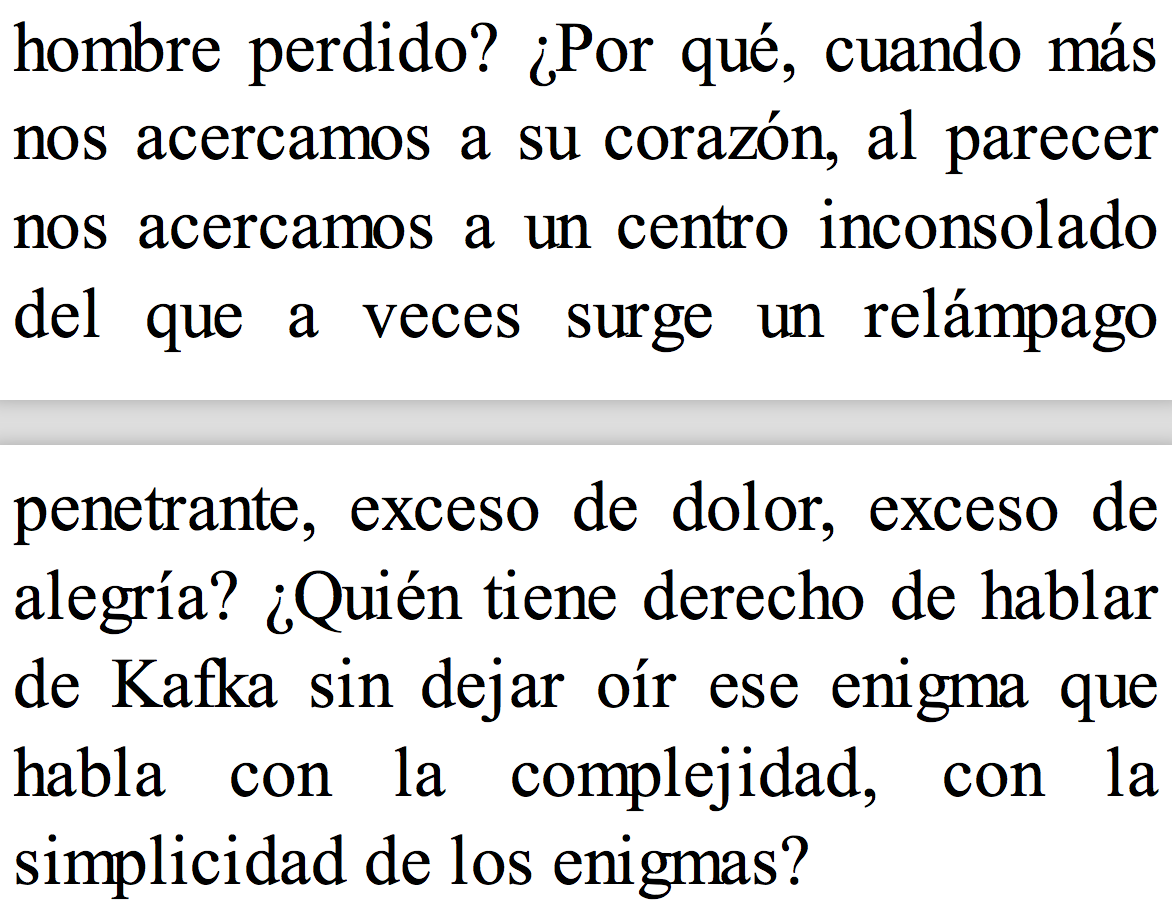 hombre perdido? ¿Por qué, cuando más
nos acercamos a su corazón, al parecer
nos acercamos a un centro inconsolado
del que a veces surge un relámpago
penetrante, exceso de dolor, exceso de
alegría? ¿Quién tiene derecho de hablar
de Kafka sin dejar oír ese enigma que
habla con la complejidad, con la
simplicidad de los enigmas?